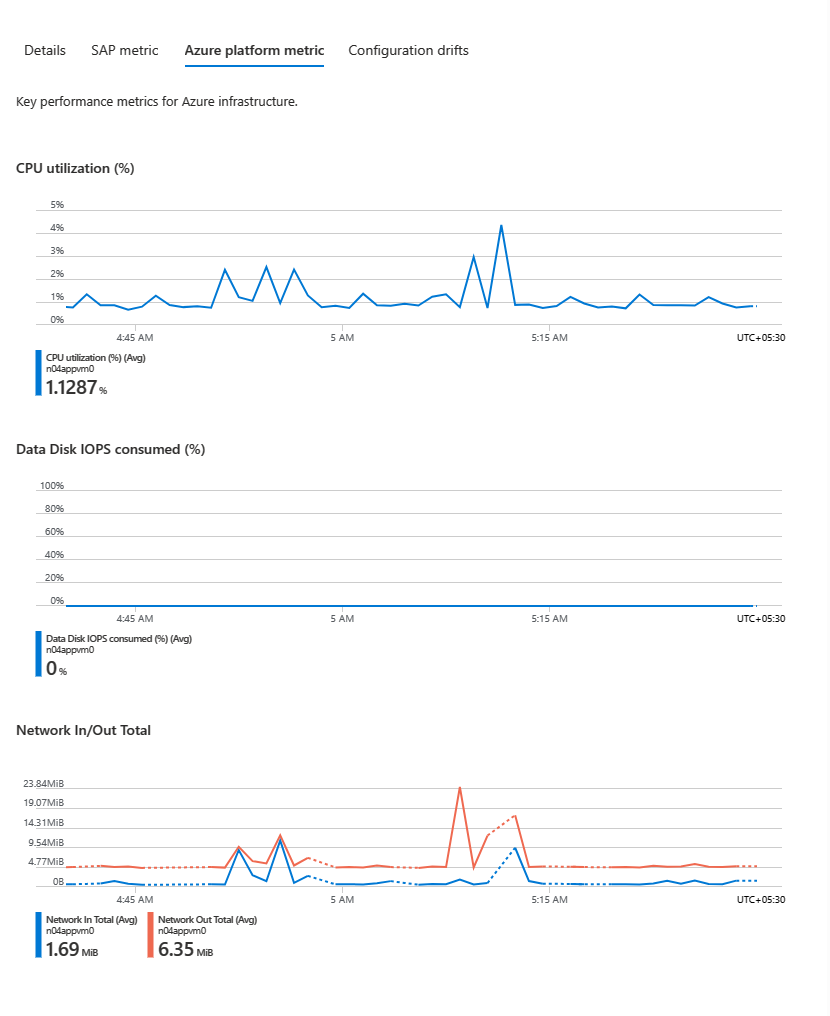 Details SAP metric Azure platform metric Configuration drifts
Key performance metrics for Azure infrastructure.
CPU utilization (%)
5%
4%
3%
2%
1%
0%
4:45 AM 5 AM 5:15 AM UTC+05:30
CPU utilization (%) (Avg)
n04appvm0
1.1287 %
Data Disk IOPS consumed (%)
100%
80%
60%
40%
20%
0%
4:45 AM 5 AM 5:15 AM UTC+05:30
Data Disk IOPS consumed (%) (Avg)
n04appvm0
0 %
Network In/Out Total
23.84MiB
19.07MiB
14.31MiB
9.54MiB
4.77MiB
0B
4:45 AM 5 AM 5:15 AM UTC+05:30
Network In Total (Avg) Network Out Total (Avg)
n04appvm0 n04appvm0
1.69 MiB 6.35 MiB